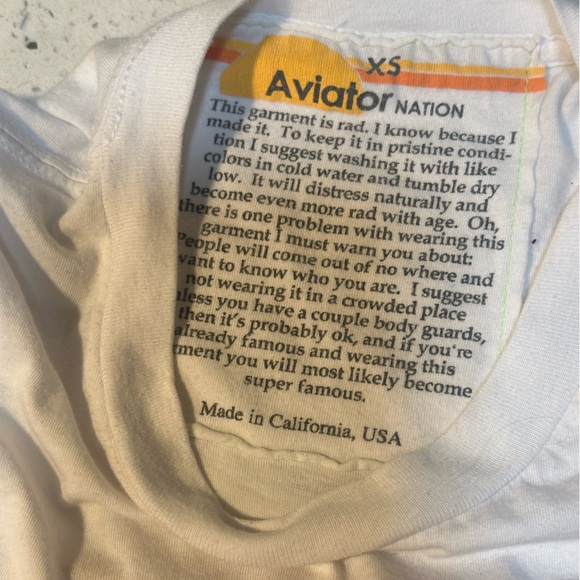 XS
Aviator NATION
This garment is rad. I know because I
made it. To keep it in pristine condi-
tion I suggest washing it with like
colors in cold water and tumble dry
low. It will distress naturally and
become even more rad with age. Oh,
there is one problem with wearing this
garment I must warn you about:
People will come out of no where and
want to know who you are. I suggest
not wearing it in a crowded place
nless you have a couple body guards,
then it's probably ok, and if you're
already famous and wearing this
rment you will most likely become
super famous.
Made in California, USA